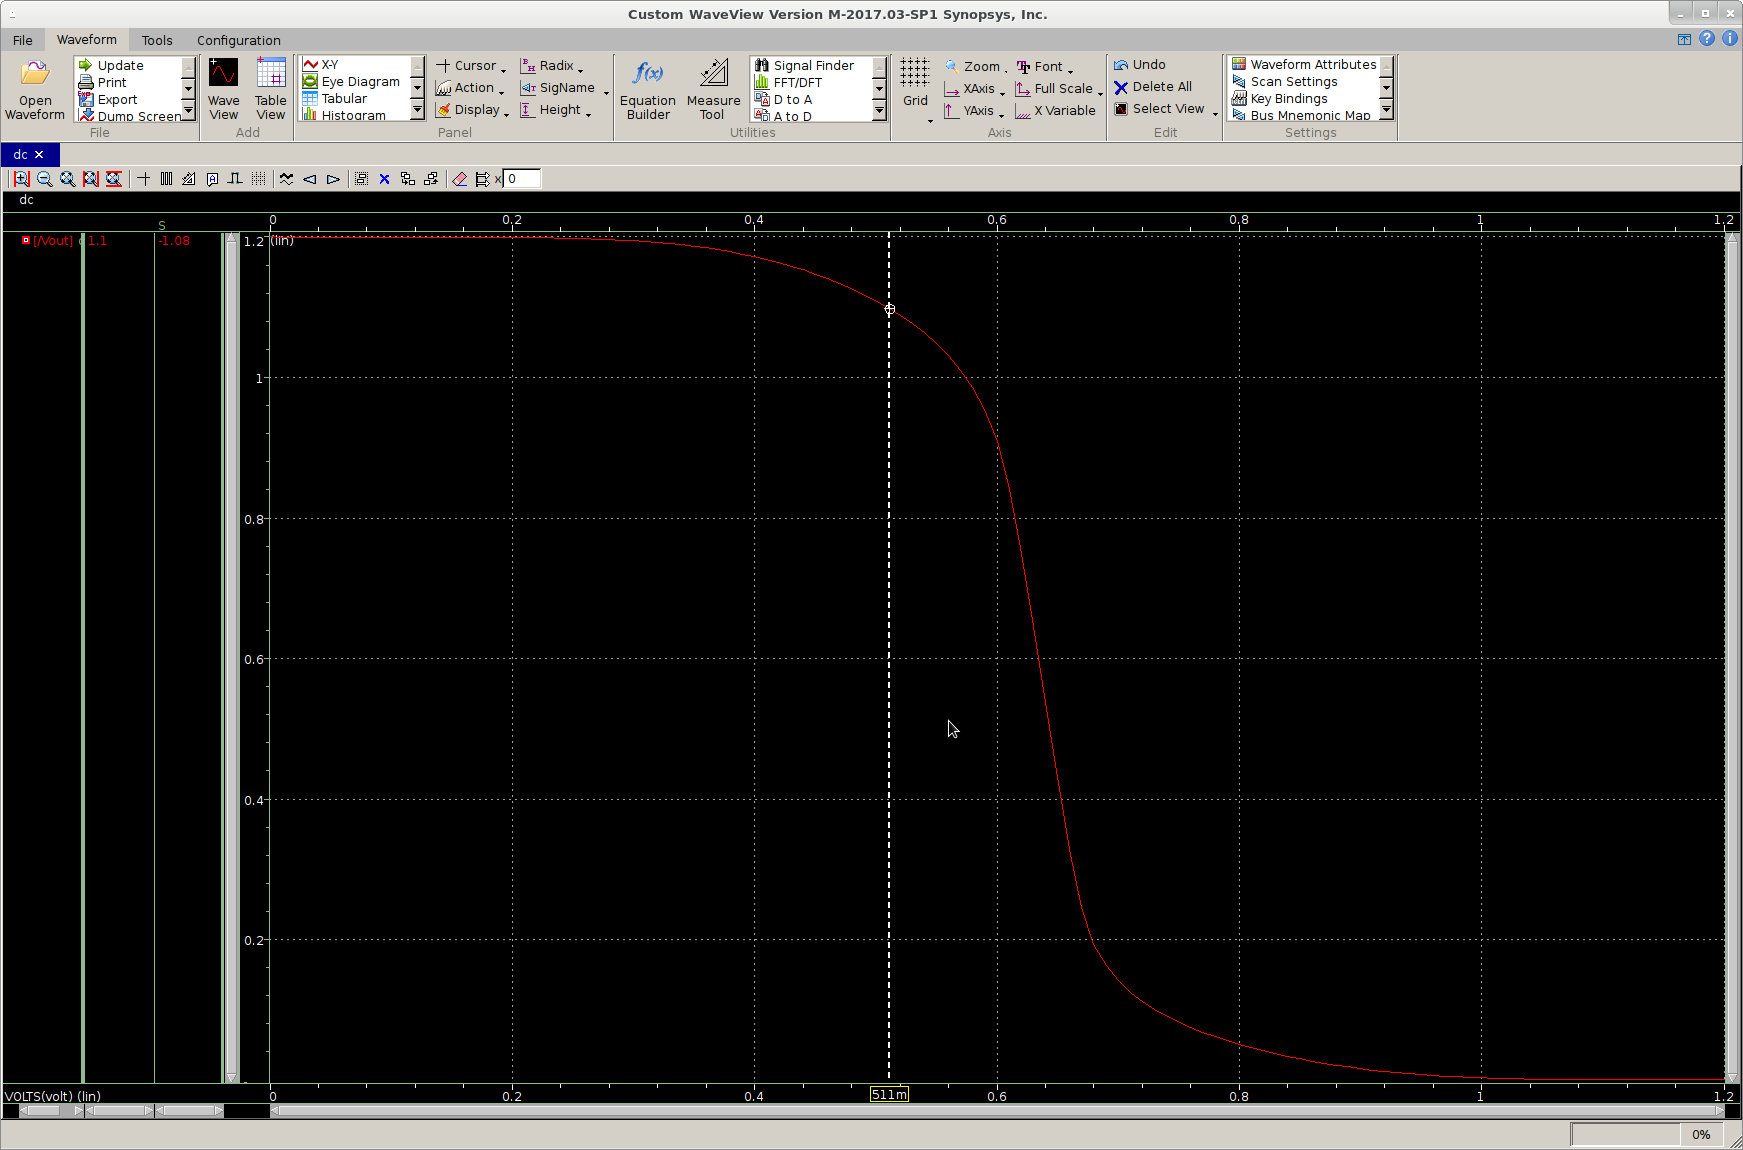 Custom WaveView Version M-2017.03-SP1 Synopsys, Inc.
File Waveform Tools Configuration
Open Waveform
Update
Print
Export
Dump Screen
File
Wave View
Table View
Add
X-Y
Eye Diagram
Tabular
Histogram
Cursor
Action
Display
Radix
SigName
Height
Panel
f(x)
Equation Builder
Measure Tool
Signal Finder
FFT/DFT
D to A
A to D
Utilities
Grid
Zoom
XAxis
YAxis
Font
Full Scale
X Variable
Axis
Undo
Delete All
Select View
Edit
Waveform Attributes
Scan Settings
Key Bindings
Bus Mnemonic Map
Settings
dc
x 0
dc
S
0 0.2 0.4 0.6 0.8 1 1.2
[/Vout] 1.1 -1.08
1.2 (lin)
1
0.8
0.6
0.4
0.2
VOLTS(volt) (lin) 0 0.2 0.4 511m 0.6 0.8 1 1.2
0%